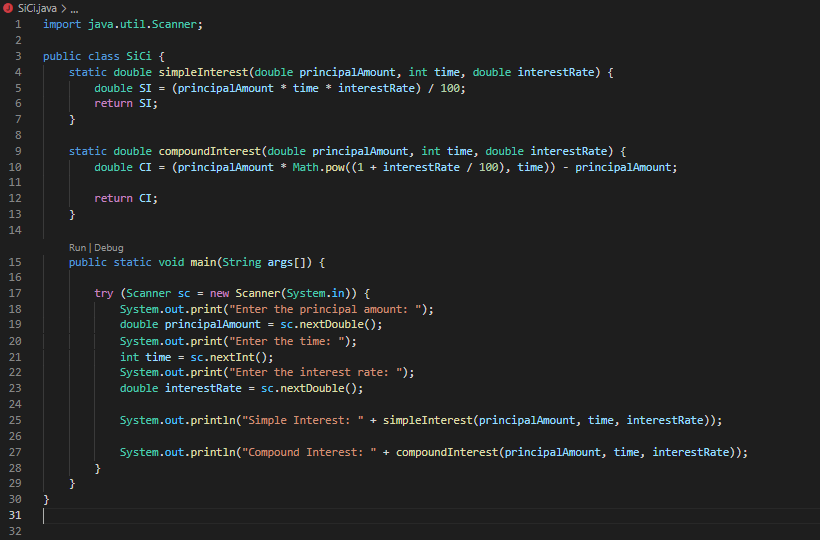 SiCi.java > ...
1 import java.util.Scanner;
2
3 public class SiCi {
4     static double simpleInterest(double principalAmount, int time, double interestRate) {
5         double SI = (principalAmount * time * interestRate) / 100;
6         return SI;
7     }
8
9     static double compoundInterest(double principalAmount, int time, double interestRate) {
10         double CI = (principalAmount * Math.pow((1 + interestRate / 100), time)) - principalAmount;
11
12         return CI;
13     }
14
Run | Debug
15     public static void main(String args[]) {
16
17         try (Scanner sc = new Scanner(System.in)) {
18             System.out.print("Enter the principal amount: ");
19             double principalAmount = sc.nextDouble();
20             System.out.print("Enter the time: ");
21             int time = sc.nextInt();
22             System.out.print("Enter the interest rate: ");
23             double interestRate = sc.nextDouble();
24
25             System.out.println("Simple Interest: " + simpleInterest(principalAmount, time, interestRate));
26
27             System.out.println("Compound Interest: " + compoundInterest(principalAmount, time, interestRate));
28         }
29     }
30 }
31
32